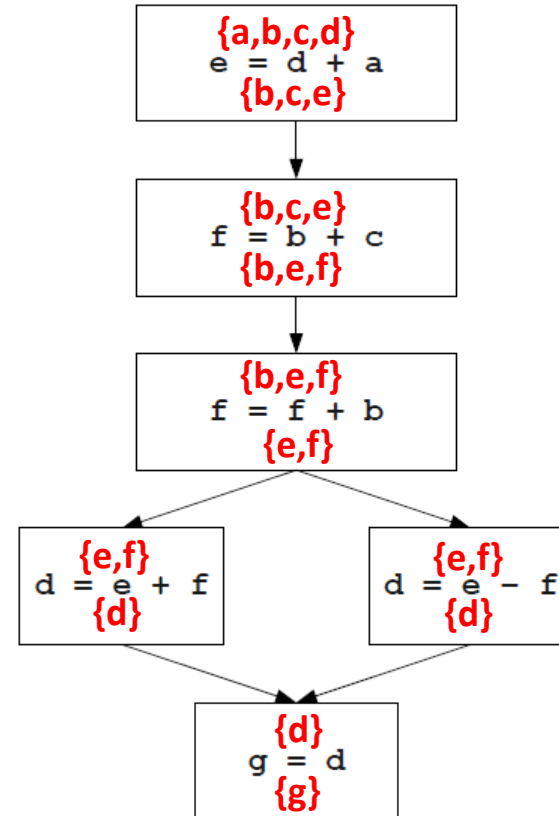 {a,b,c,d}
e = d + a
{b,c,e}
{b,c,e}
f = b + c
{b,e,f}
{b,e,f}
f = f + b
{e,f}
{e,f}
d = e + f
{d}
{e,f}
d = e - f
{d}
{d}
g = d
{g}